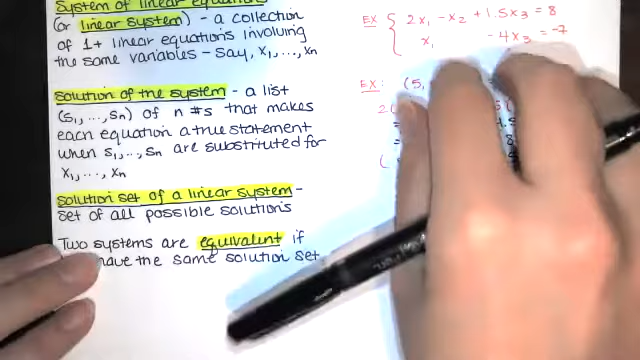 System of linear equations
(or linear system) - a collection
of 1+ linear equations involving
the same variables - say, x₁,...,xₙ
solution of the system - a list
(s₁,...,sₙ) of n #s that makes
each equation a true statement
when s₁,...,sₙ are substituted for
x₁,...,xₙ
solution set of a linear system -
set of all possible solutions
Two systems are equivalent if
have the same solution set
EX { 2x₁ - x₂ + 1.5x₃ = 8
x₁ - 4x₃ = -7
EX: (5,
2(